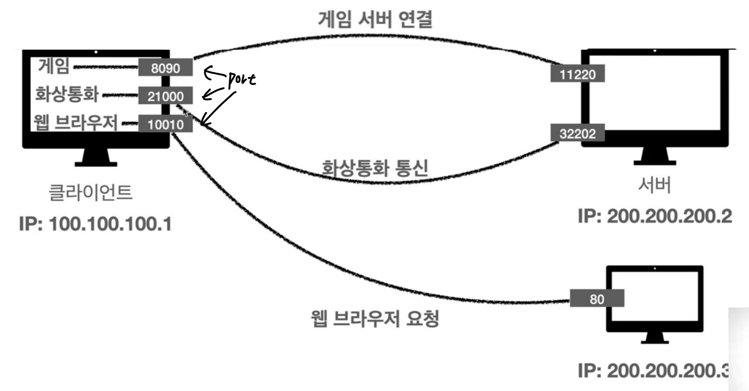 게임 서버 연결
게임
8090
port
11220
화상통화
21000
웹 브라우저
10010
32202
화상통화 통신
클라이언트
IP: 100.100.100.1
서버
IP: 200.200.200.2
80
웹 브라우저 요청
IP: 200.200.200.3